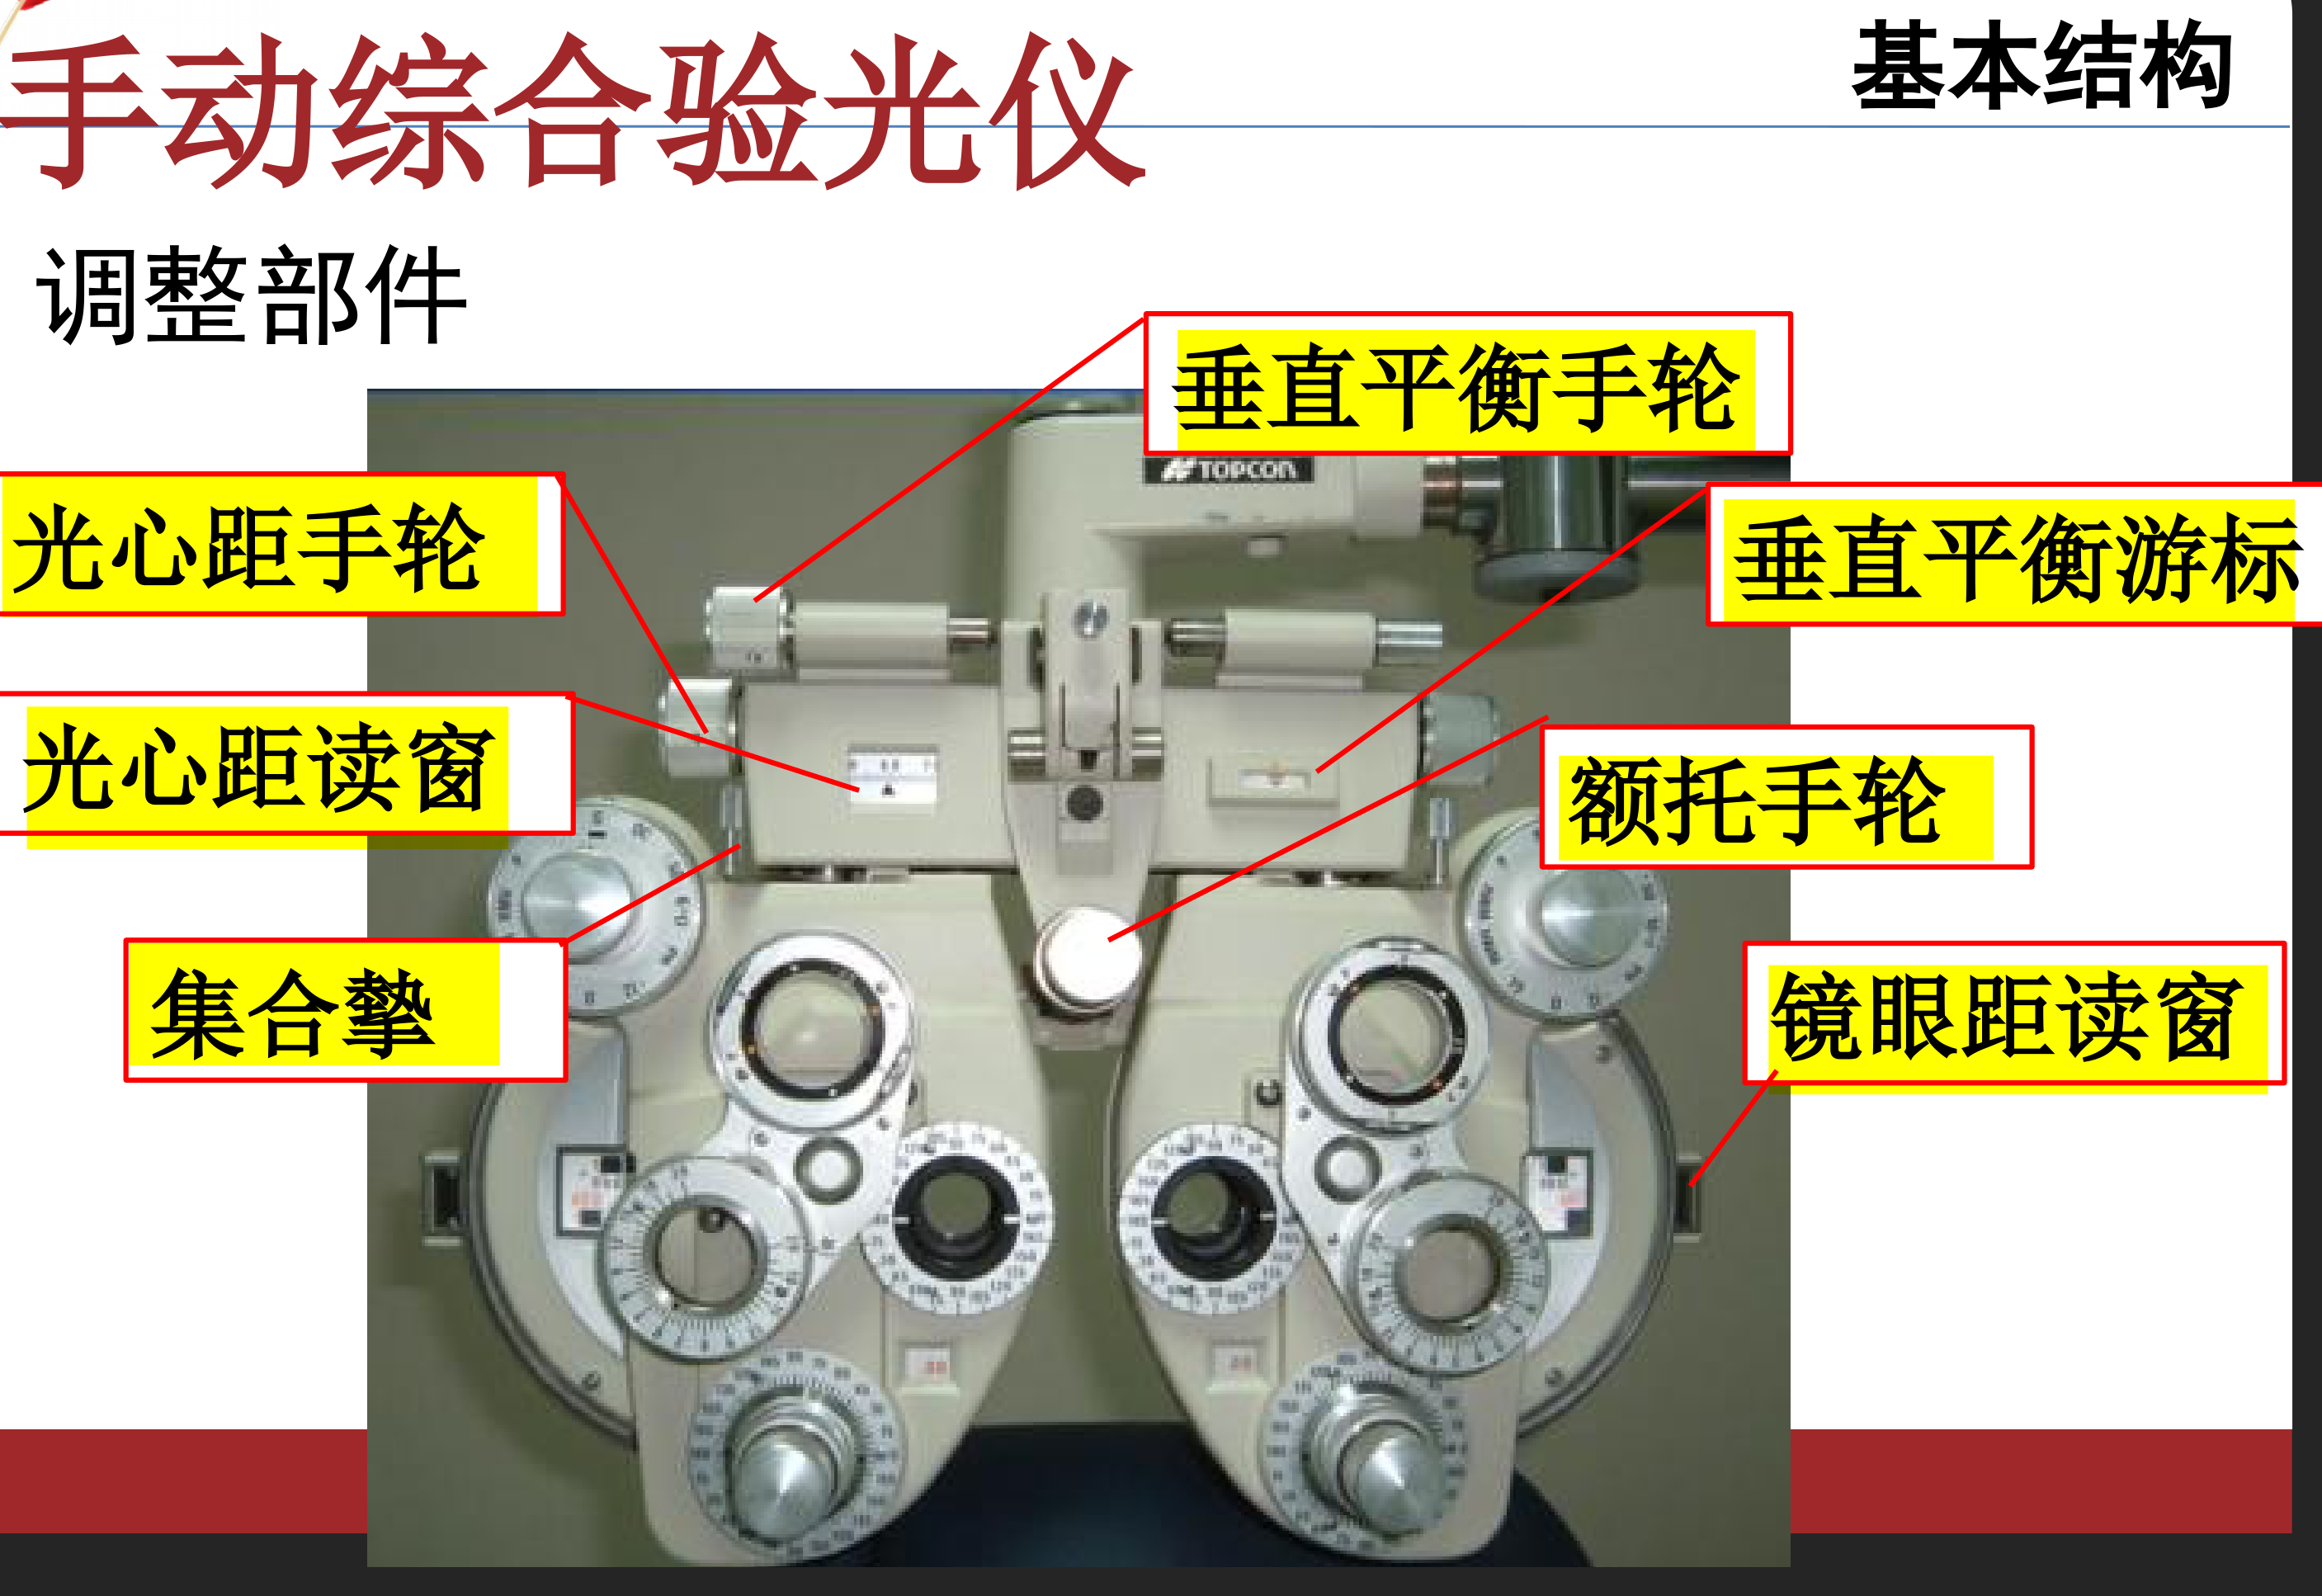 手动综合验光仪
基本结构
调整部件
垂直平衡手轮
TOPCON
光心距手轮
垂直平衡游标
光心距读窗
额托手轮
集合掣
镜眼距读窗